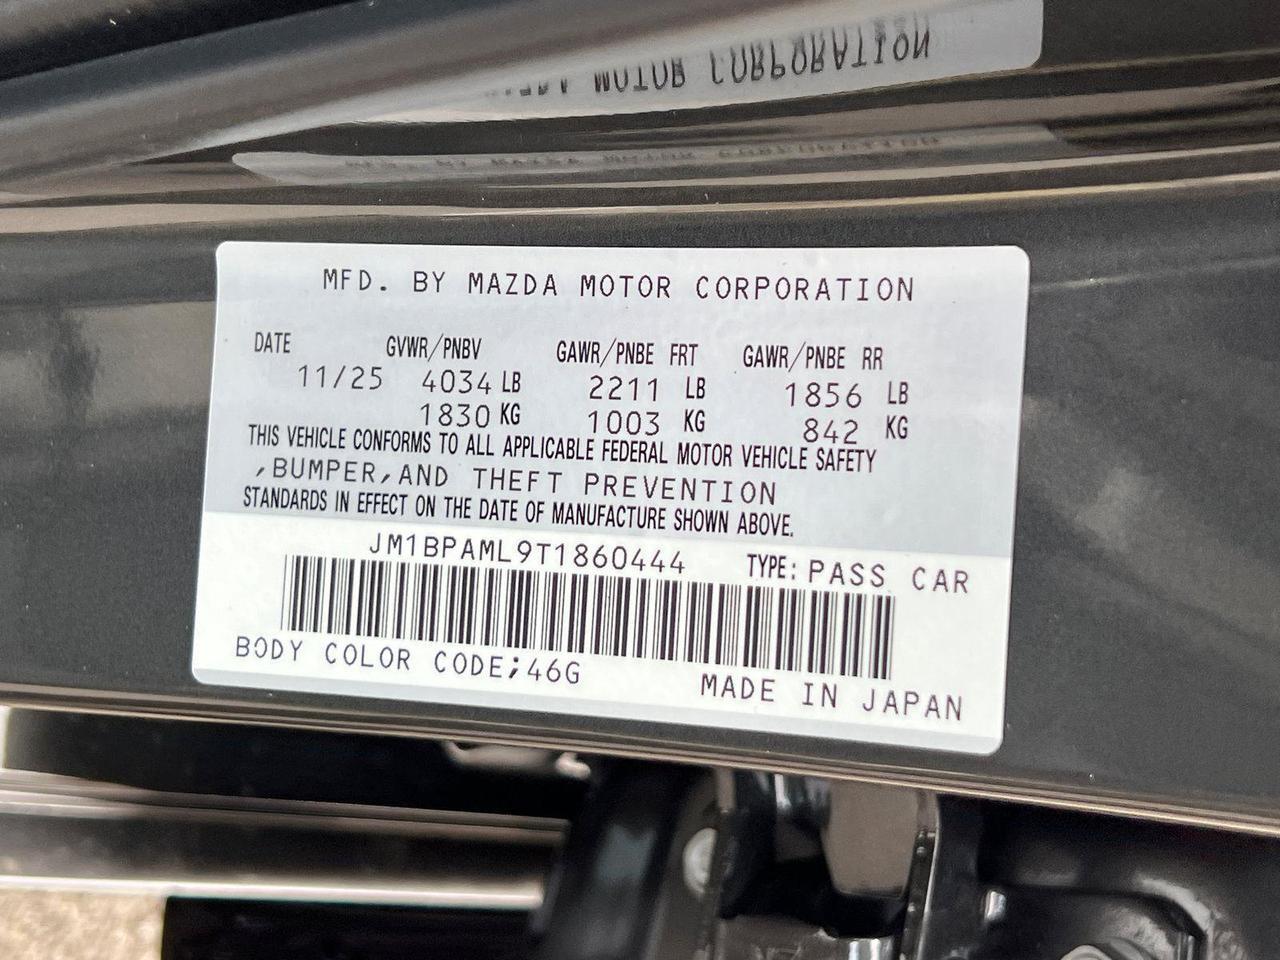 MFD. BY MAZDA MOTOR CORPORATION
DATE GVWR/PNBV GAWR/PNBE FRT GAWR/PNBE RR
11/25 4034 LB 2211 LB 1856 LB
1830 KG 1003 KG 842 KG
THIS VEHICLE CONFORMS TO ALL APPLICABLE FEDERAL MOTOR VEHICLE SAFETY
,BUMPER,AND THEFT PREVENTION
STANDARDS IN EFFECT ON THE DATE OF MANUFACTURE SHOWN ABOVE.
JM1BPAML9T1860444 TYPE: PASS CAR
BODY COLOR CODE;46G
MADE IN JAPAN